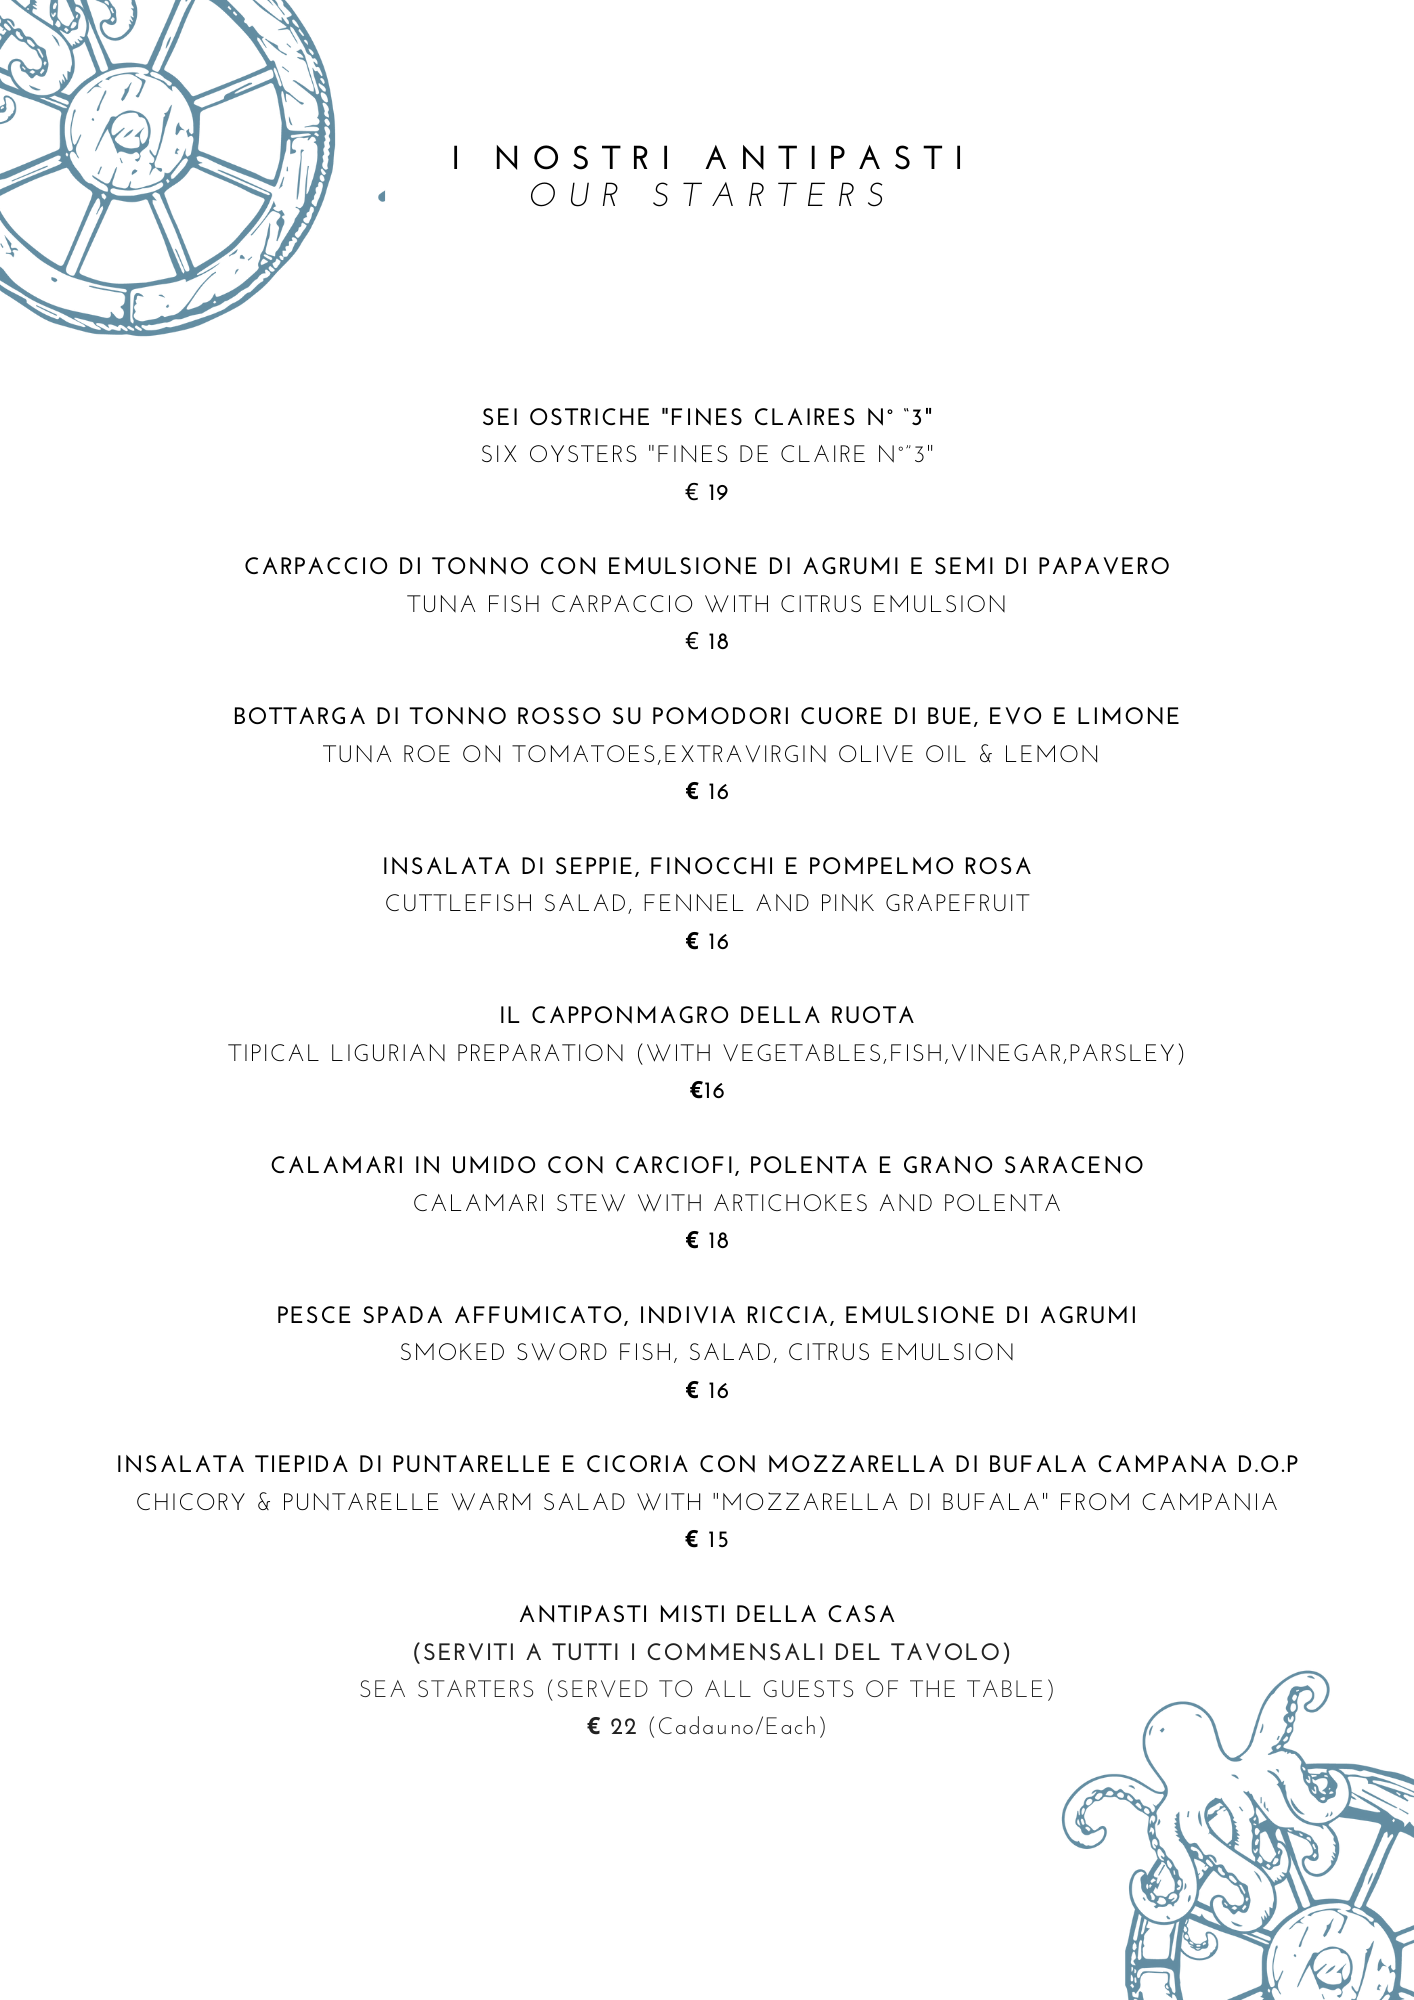 I NOSTRI ANTIPASTI
OUR STARTERS
SEI OSTRICHE "FINES CLAIRES N° “3"
SIX OYSTERS "FINES DE CLAIRE N°”3"
€ 19
CARPACCIO DI TONNO CON EMULSIONE DI AGRUMI E SEMI DI PAPAVERO
TUNA FISH CARPACCIO WITH CITRUS EMULSION
€ 18
BOTTARGA DI TONNO ROSSO SU POMODORI CUORE DI BUE, EVO E LIMONE
TUNA ROE ON TOMATOES,EXTRAVIRGIN OLIVE OIL & LEMON
€ 16
INSALATA DI SEPPIE, FINOCCHI E POMPELMO ROSA
CUTTLEFISH SALAD, FENNEL AND PINK GRAPEFRUIT
€ 16
IL CAPPONMAGRO DELLA RUOTA
TIPICAL LIGURIAN PREPARATION (WITH VEGETABLES,FISH,VINEGAR,PARSLEY)
€16
CALAMARI IN UMIDO CON CARCIOFI, POLENTA E GRANO SARACENO
CALAMARI STEW WITH ARTICHOKES AND POLENTA
€ 18
PESCE SPADA AFFUMICATO, INDIVIA RICCIA, EMULSIONE DI AGRUMI
SMOKED SWORD FISH, SALAD, CITRUS EMULSION
€ 16
INSALATA TIEPIDA DI PUNTARELLE E CICORIA CON MOZZARELLA DI BUFALA CAMPANA D.O.P
CHICORY & PUNTARELLE WARM SALAD WITH "MOZZARELLA DI BUFALA" FROM CAMPANIA
€ 15
ANTIPASTI MISTI DELLA CASA
(SERVITI A TUTTI I COMMENSALI DEL TAVOLO)
SEA STARTERS (SERVED TO ALL GUESTS OF THE TABLE)
€ 22 (Cadauno/Each)